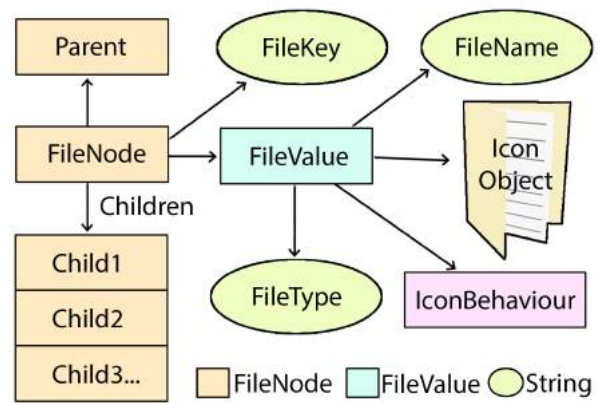 Parent
FileKey
FileName
FileNode
FileValue
Icon
Object
Children
Child1
Child2
Child3...
FileType
IconBehaviour
FileNode
FileValue
String